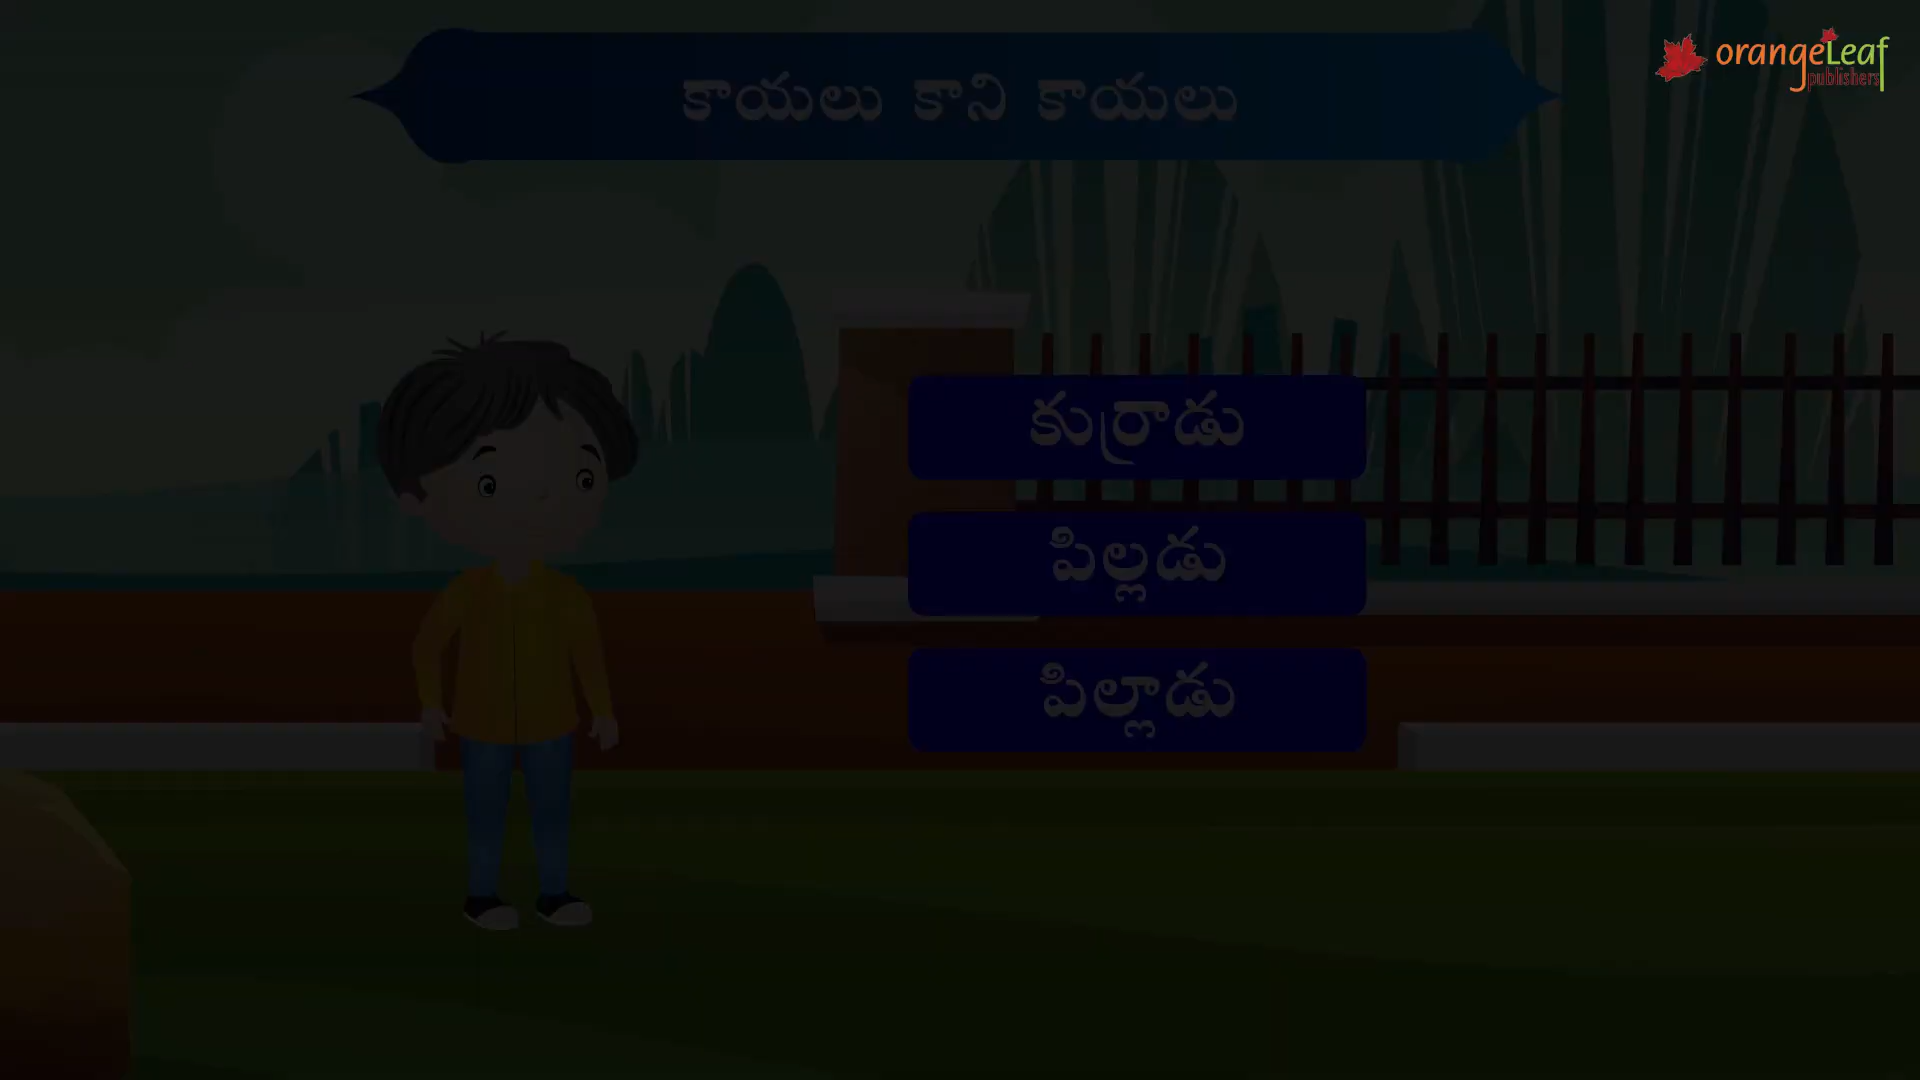 కాయలు కాని కాయలు
orangeLeaf
publishers
కుర్రాడు
పిల్లడు
పిల్లాడు